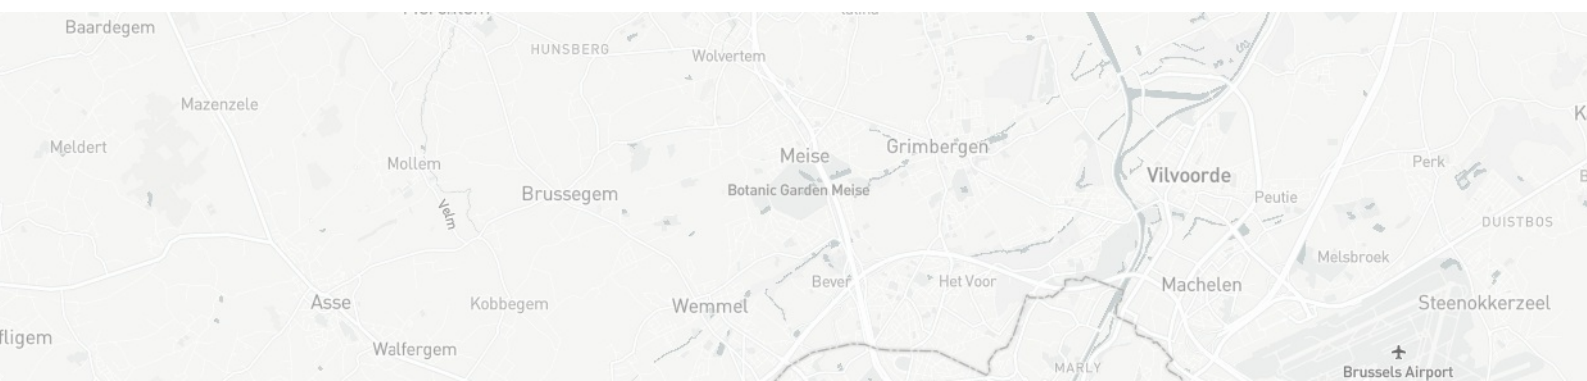 Baardegem
HUNSBERG
Wolvertem
Mazenzele
Meldert
Mollem
Meise
Grimbergen
Botanic Garden Meise
Brussegem
Velm
Vilvoorde
Perk
Peutie
DUISTBOS
Melsbroek
Bever
Het Voor
Machelen
Asse
Kobbegem
Wemmel
Steenokkerzeel
fligem
Walfergem
MARLY
Brussels Airport